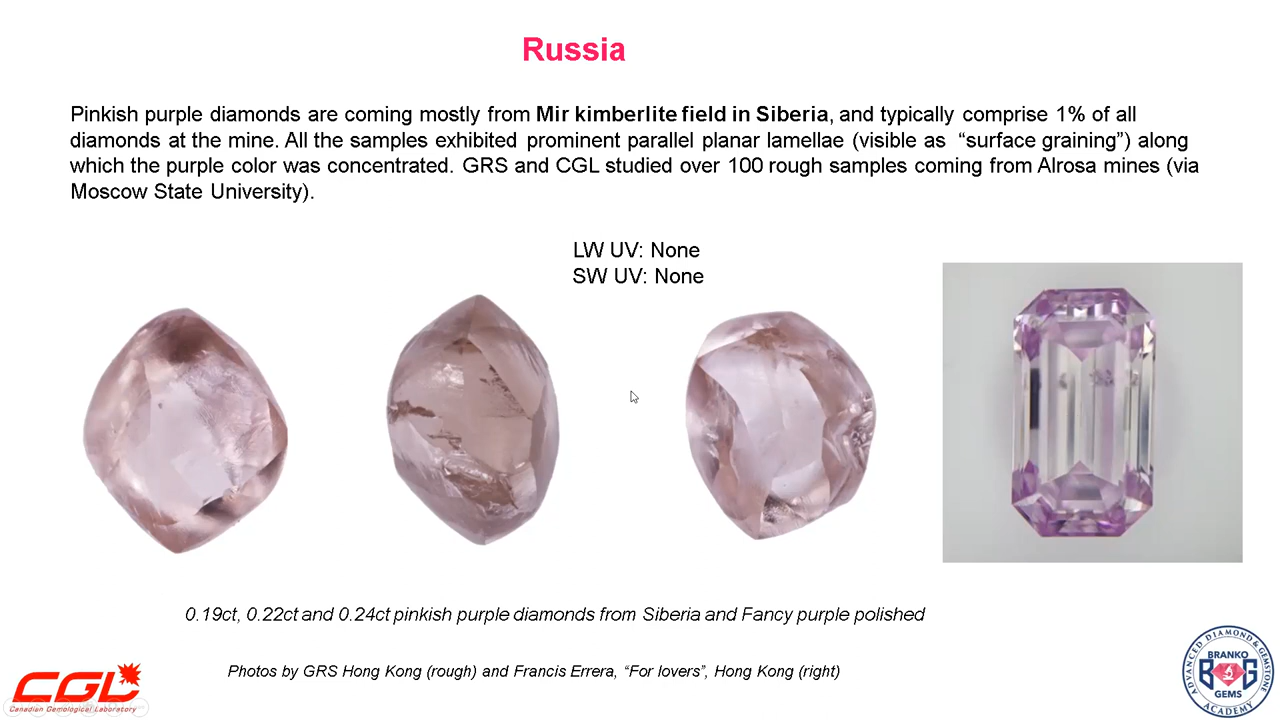 Russia
Pinkish purple diamonds are coming mostly from Mir kimberlite field in Siberia, and typically comprise 1% of all
diamonds at the mine. All the samples exhibited prominent parallel planar lamellae (visible as “surface graining”) along
which the purple color was concentrated. GRS and CGL studied over 100 rough samples coming from Alrosa mines (via
Moscow State University).
LW UV: None
SW UV: None
0.19ct, 0.22ct and 0.24ct pinkish purple diamonds from Siberia and Fancy purple polished
Photos by GRS Hong Kong (rough) and Francis Errera, “For lovers”, Hong Kong (right)
CGL
Canadian Gemological Laboratory
ADVANCED DIAMOND & GEMSTONE
BRANKO
BG
GEMS
ACADEMY